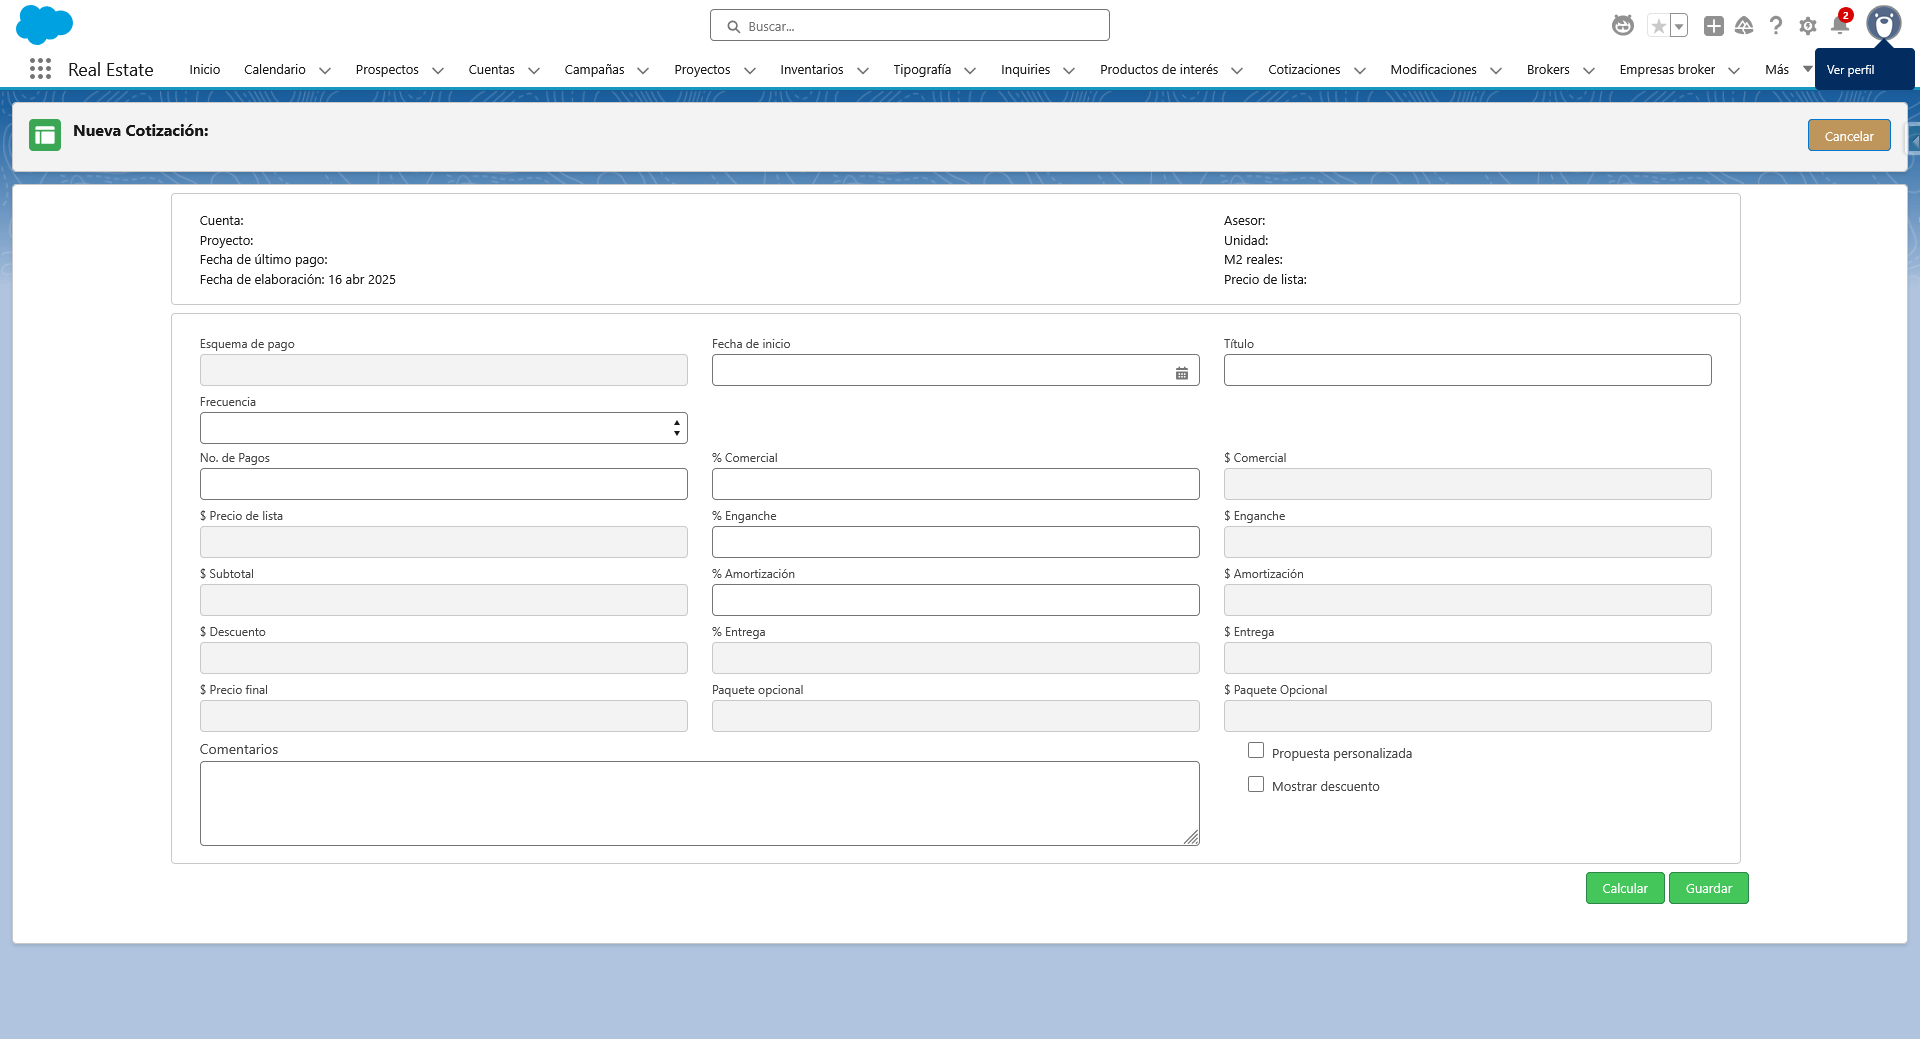 Buscar...
2
Real Estate
Inicio
Calendario
Prospectos
Cuentas
Campañas
Proyectos
Inventarios
Tipografía
Inquiries
Productos de interés
Cotizaciones
Modificaciones
Brokers
Empresas broker
Más
Ver perfil
Nueva Cotización:
Cancelar
Cuenta:
Proyecto:
Fecha de último pago:
Fecha de elaboración: 16 abr 2025
Asesor:
Unidad:
M2 reales:
Precio de lista:
Esquema de pago
Fecha de inicio
Título
Frecuencia
No. de Pagos
% Comercial
$ Comercial
$ Precio de lista
% Enganche
$ Enganche
$ Subtotal
% Amortización
$ Amortización
$ Descuento
% Entrega
$ Entrega
$ Precio final
Paquete opcional
$ Paquete Opcional
Comentarios
Propuesta personalizada
Mostrar descuento
Calcular
Guardar